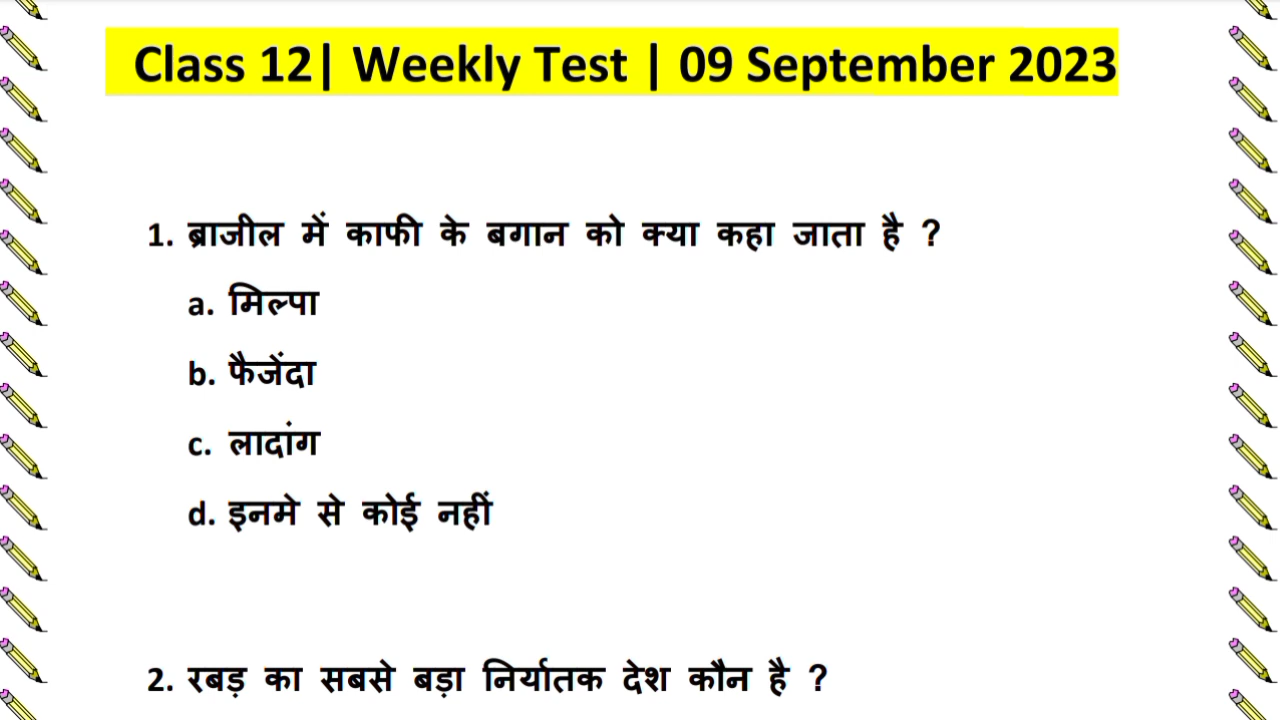 Class 12| Weekly Test | 09 September 2023
1. ब्राजील में काफी के बगान को क्या कहा जाता है ?
a. मिल्पा
b. फैजेंदा
c. लादांग
d. इनमे से कोई नहीं
2. रबड़ का सबसे बड़ा निर्यातक देश कौन है ?